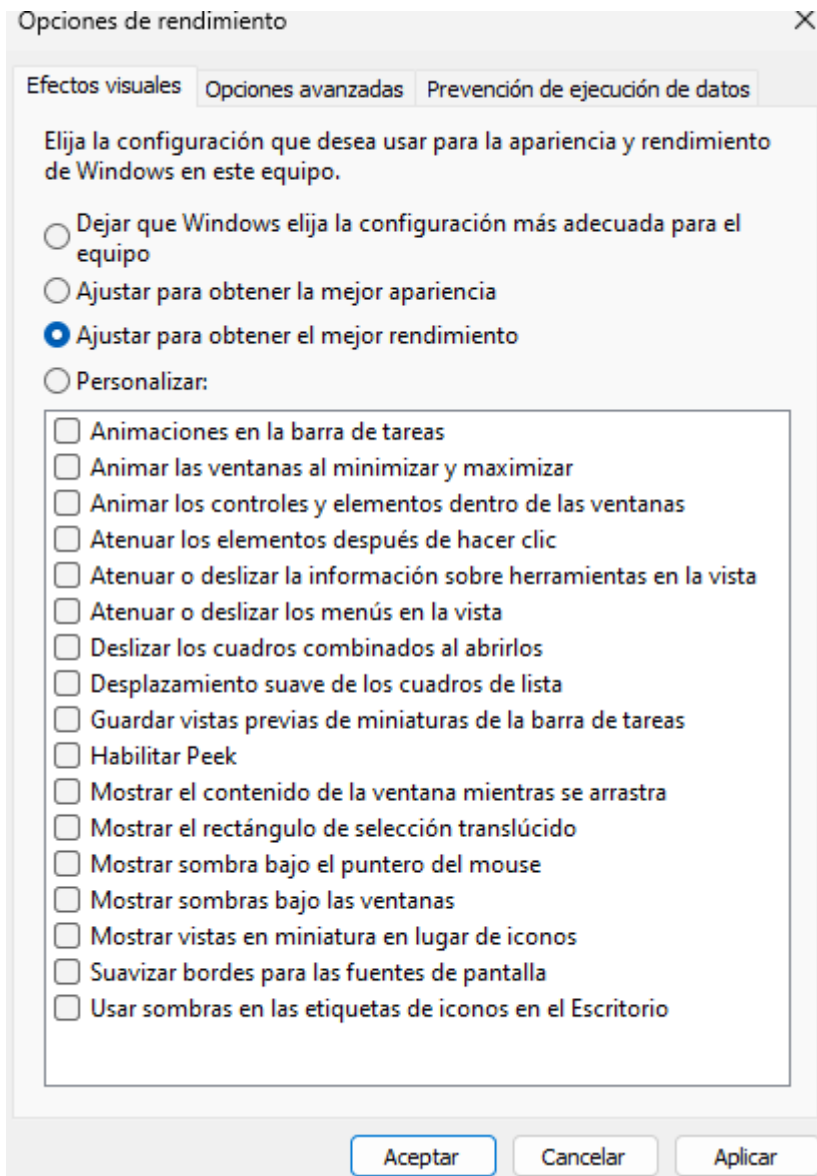 Opciones de rendimiento
Efectos visuales Opciones avanzadas Prevención de ejecución de datos
Elija la configuración que desea usar para la apariencia y rendimiento
de Windows en este equipo.
Dejar que Windows elija la configuración más adecuada para el
equipo
Ajustar para obtener la mejor apariencia
Ajustar para obtener el mejor rendimiento
Personalizar:
Animaciones en la barra de tareas
Animar las ventanas al minimizar y maximizar
Animar los controles y elementos dentro de las ventanas
Atenuar los elementos después de hacer clic
Atenuar o deslizar la información sobre herramientas en la vista
Atenuar o deslizar los menús en la vista
Deslizar los cuadros combinados al abrirlos
Desplazamiento suave de los cuadros de lista
Guardar vistas previas de miniaturas de la barra de tareas
Habilitar Peek
Mostrar el contenido de la ventana mientras se arrastra
Mostrar el rectángulo de selección translúcido
Mostrar sombra bajo el puntero del mouse
Mostrar sombras bajo las ventanas
Mostrar vistas en miniatura en lugar de iconos
Suavizar bordes para las fuentes de pantalla
Usar sombras en las etiquetas de iconos en el Escritorio
Aceptar Cancelar Aplicar